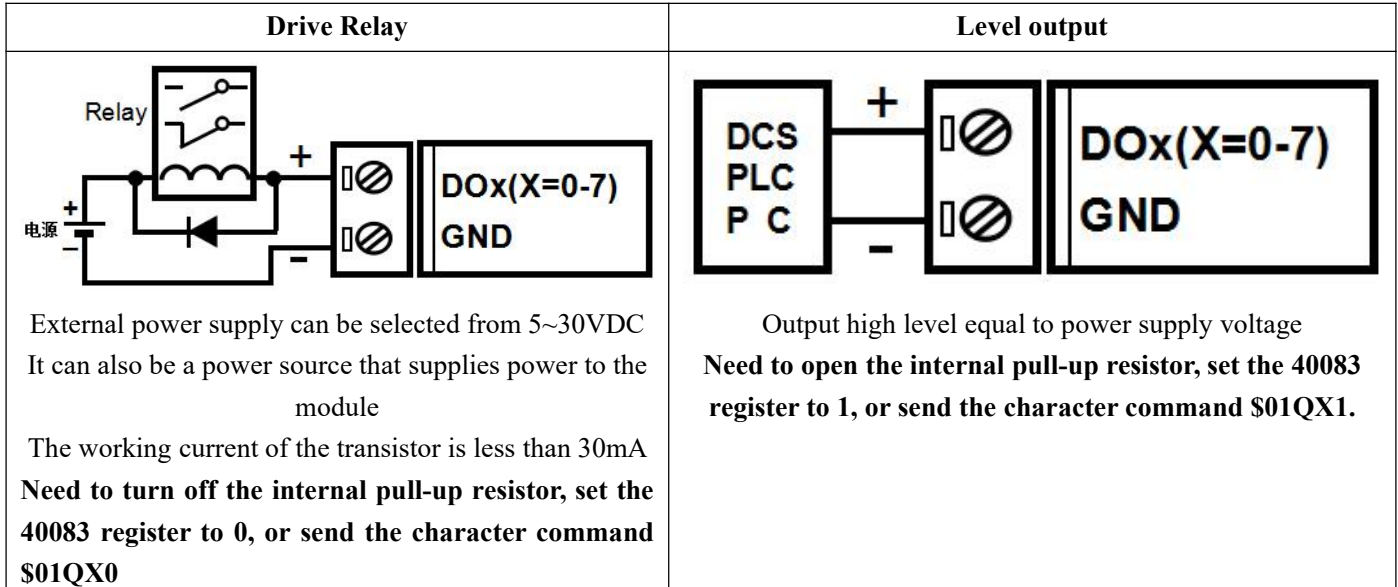 Drive Relay
Level output
Relay
+
DOx(X=0-7)
+
电源
GND
–
–
DCS
+
DOx(X=0-7)
PLC
P C
GND
–
External power supply can be selected from 5~30VDC
It can also be a power source that supplies power to the
module
The working current of the transistor is less than 30mA
Need to turn off the internal pull-up resistor, set the
40083 register to 0, or send the character command
$01QX0
Output high level equal to power supply voltage
Need to open the internal pull-up resistor, set the 40083
register to 1, or send the character command $01QX1.